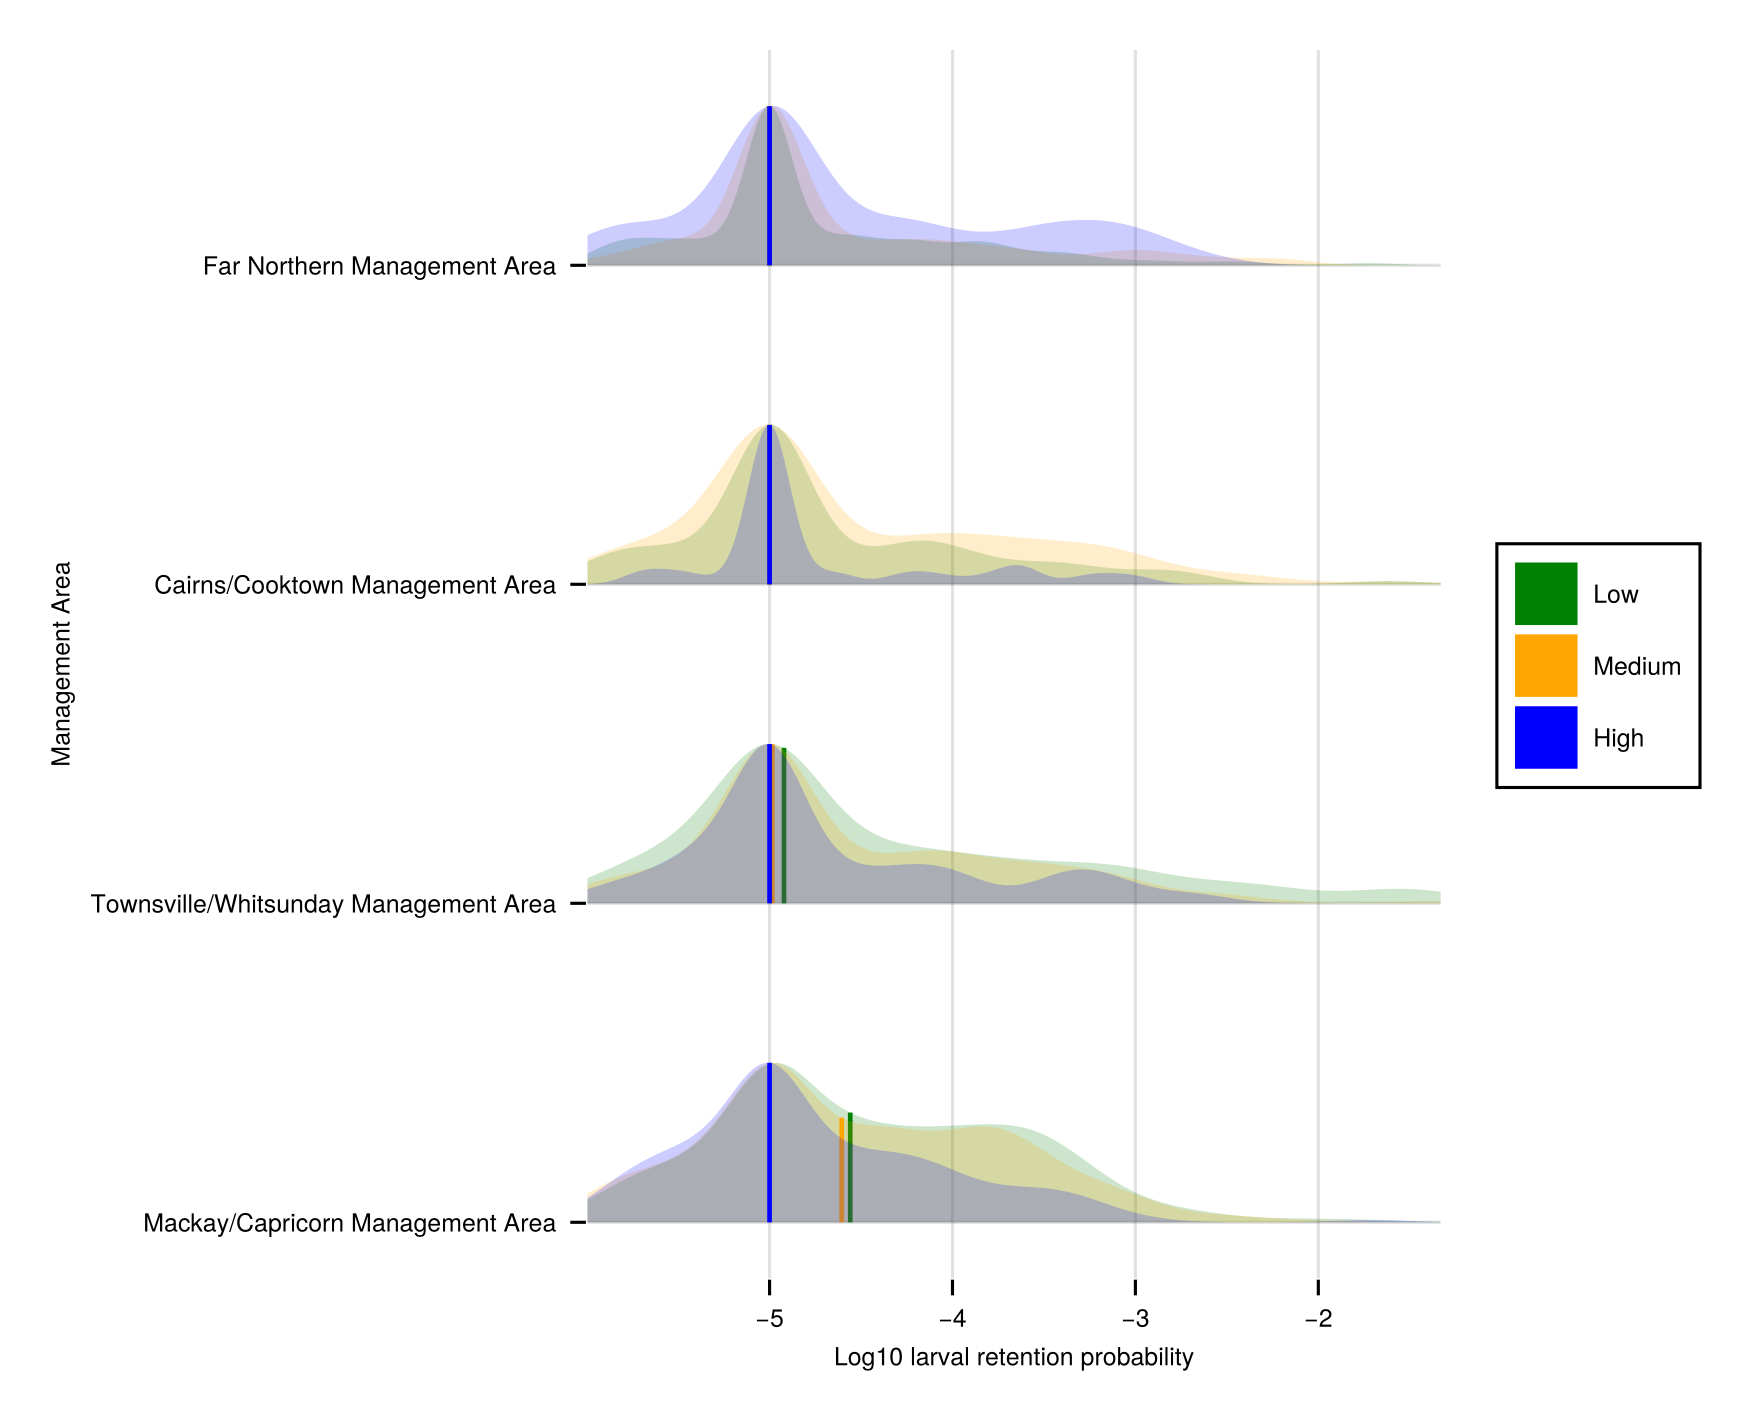 Management Area
Far Northern Management Area
Cairns/Cooktown Management Area
Townsville/Whitsunday Management Area
Mackay/Capricorn Management Area
−5
−4
−3
−2
Log10 larval retention probability
Low
Medium
High